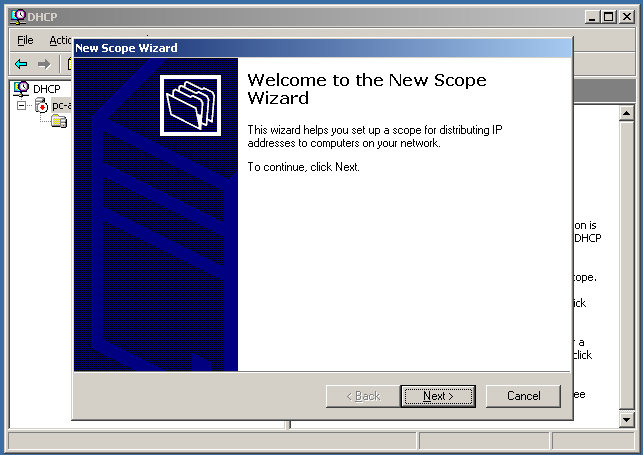 DHCP
File Actio
New Scope Wizard
DHCP
pc-a
Welcome to the New Scope
Wizard
This wizard helps you set up a scope for distributing IP
addresses to computers on your network.
To continue, click Next.
on is
DHCP
ope.
ick
a
click
ee
< Back Next > Cancel